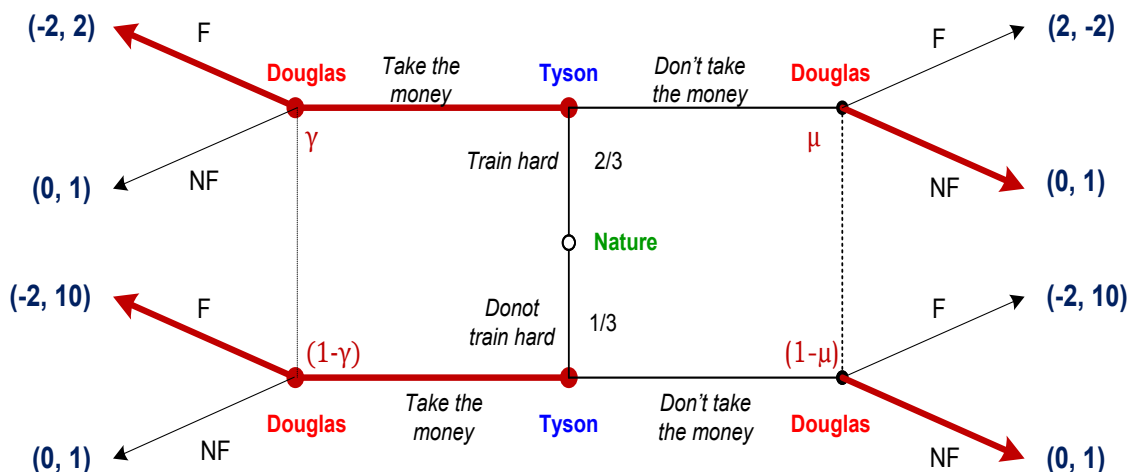 (-2, 2)
F
Douglas
Take the
money
Tyson
Don't take
the money
Douglas
F
(2, -2)
γ
μ
NF
(0, 1)
Train hard
2/3
NF
(0, 1)
Nature
(-2, 10)
F
Donot
train hard
1/3
F
(-2, 10)
(1-γ)
(1-μ)
Douglas
Take the
money
Tyson
Don't take
the money
Douglas
NF
(0, 1)
NF
(0, 1)